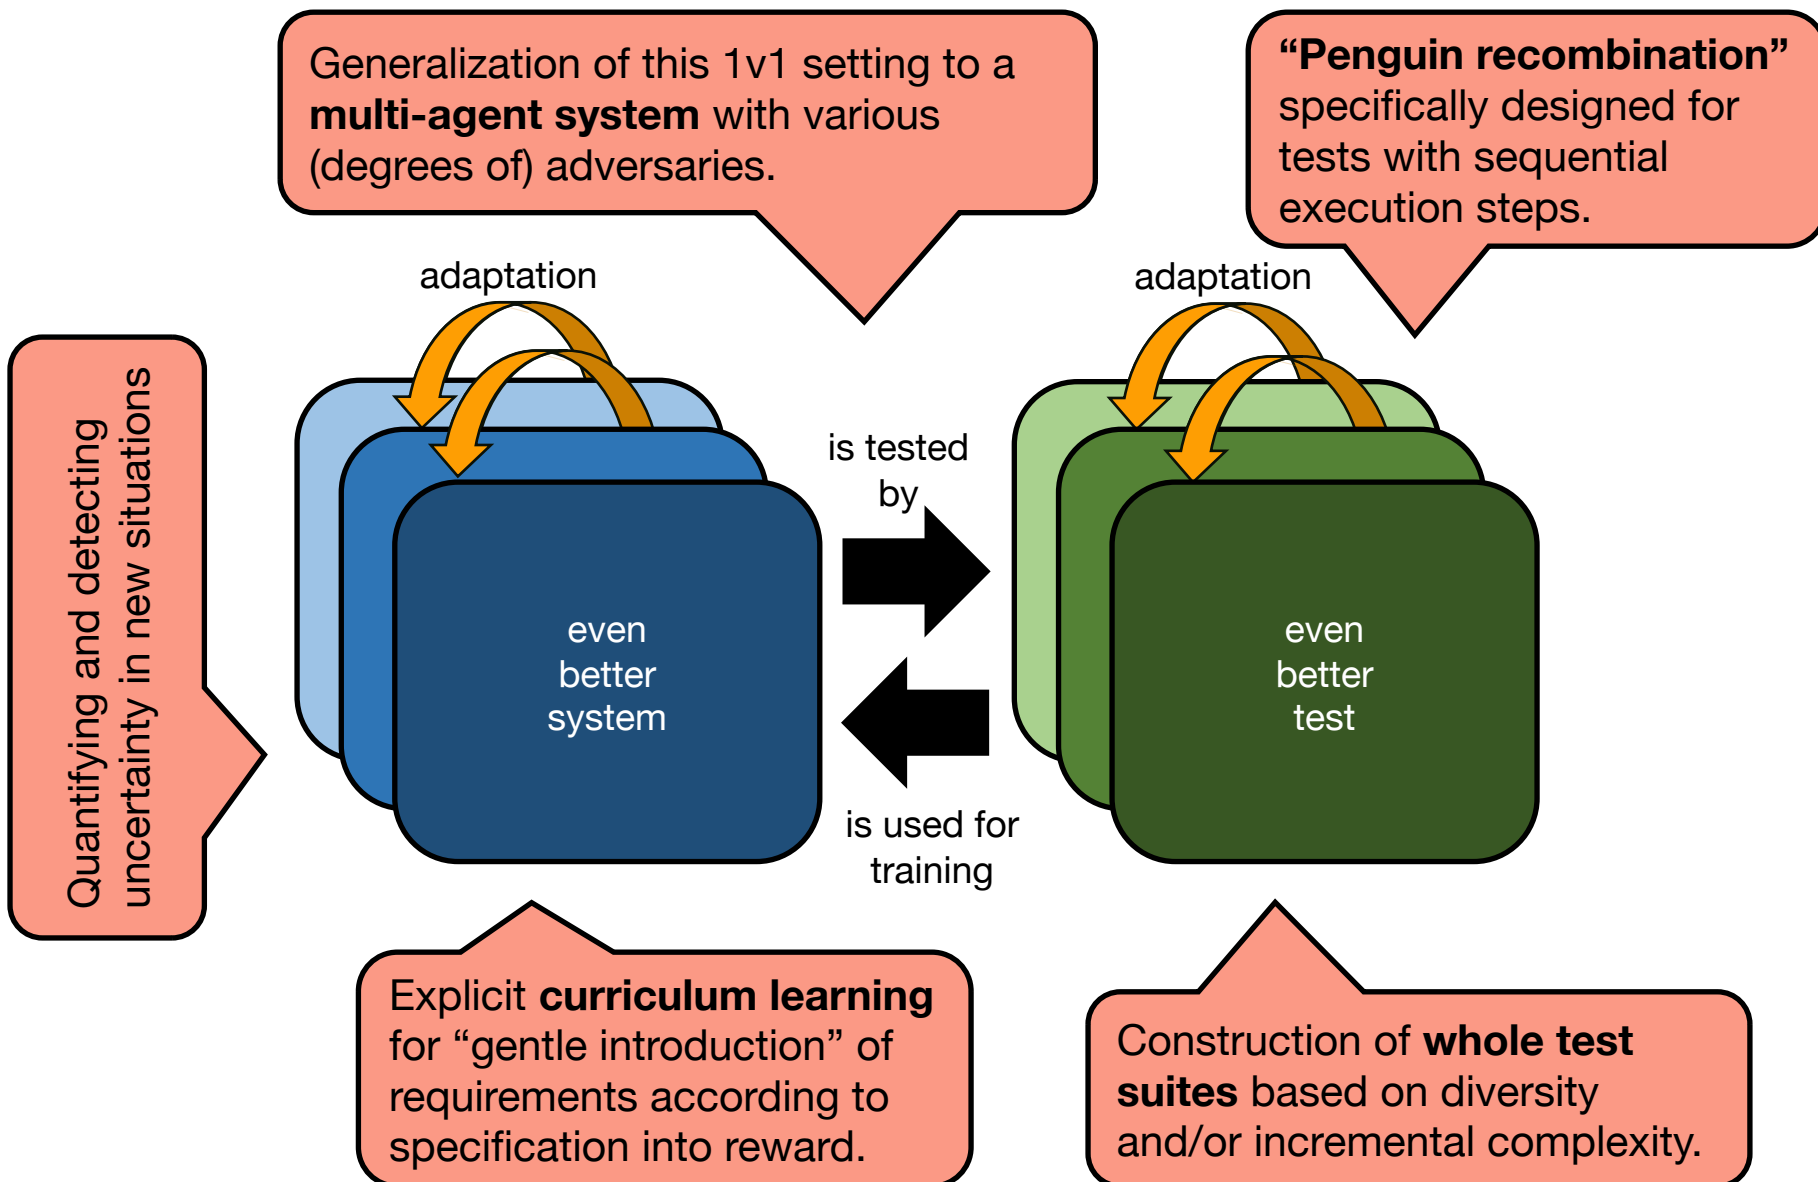 Generalization of this 1v1 setting to a
multi-agent system with various
(degrees of) adversaries.
“Penguin recombination”
specifically designed for
tests with sequential
execution steps.
adaptation
adaptation
Quantifying and detecting
uncertainty in new situations
is tested
by
even
better
system
even
better
test
is used for
training
Explicit curriculum learning
for “gentle introduction” of
requirements according to
specification into reward.
Construction of whole test
suites based on diversity
and/or incremental complexity.